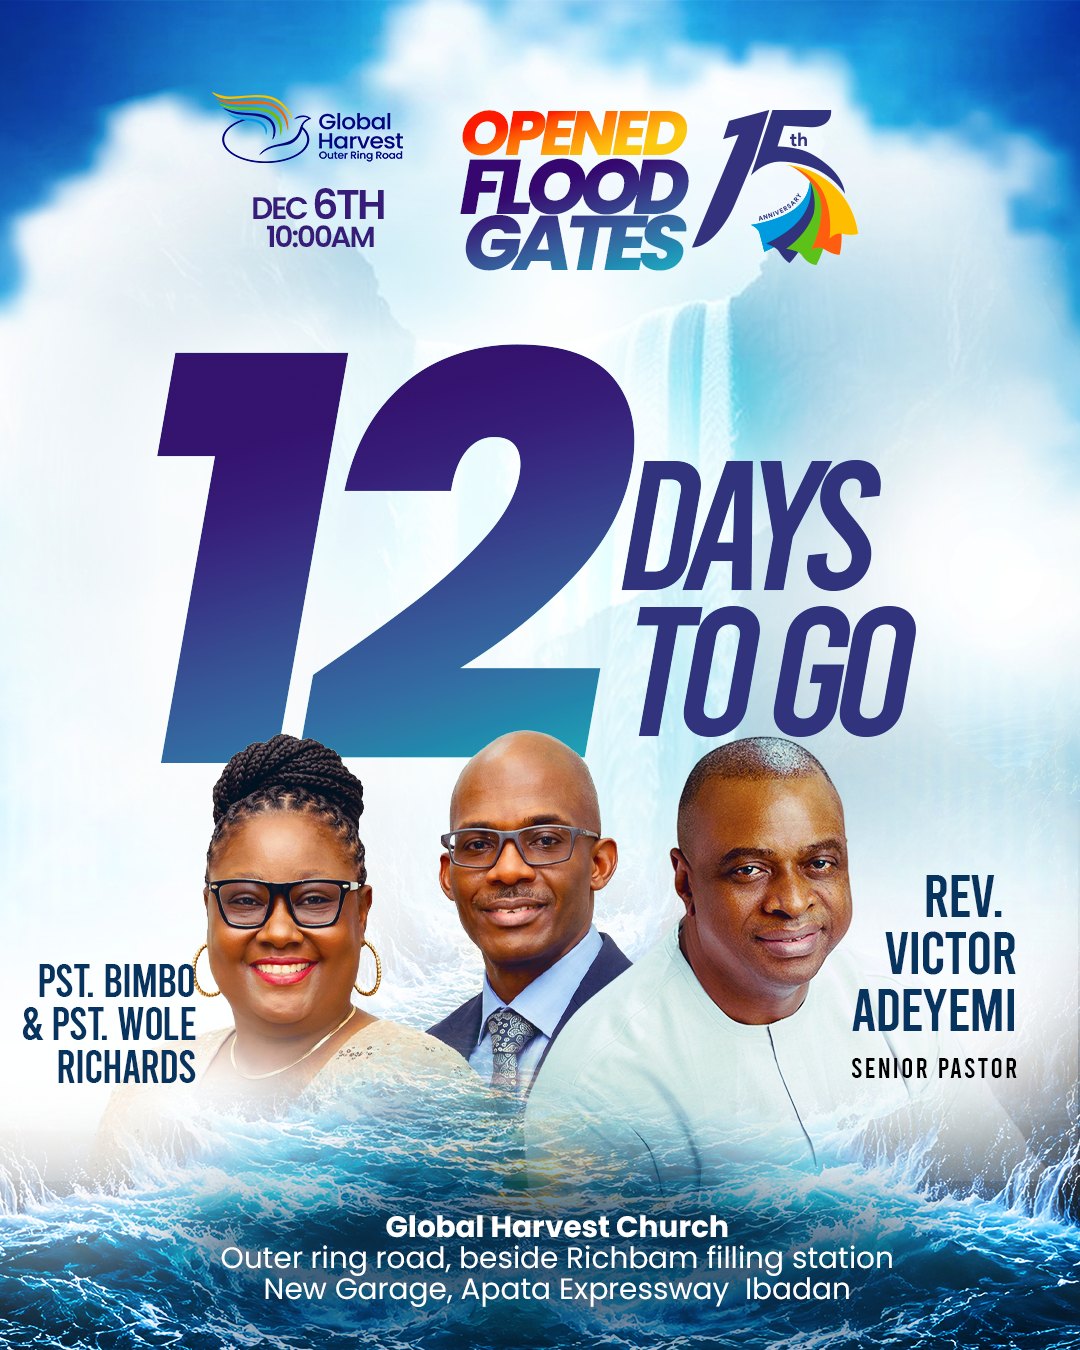 Global
Harvest
Outer Ring Road
DEC 6TH
10:00AM
OPENED
FLOOD
GATES
15th
ANNIVERSARY
12
DAYS
TO GO
PST. BIMBO
& PST. WOLE
RICHARDS
REV.
VICTOR
ADEYEMI
SENIOR PASTOR
Global Harvest Church
Outer ring road, beside Richbam filling station
New Garage, Apata Expressway Ibadan